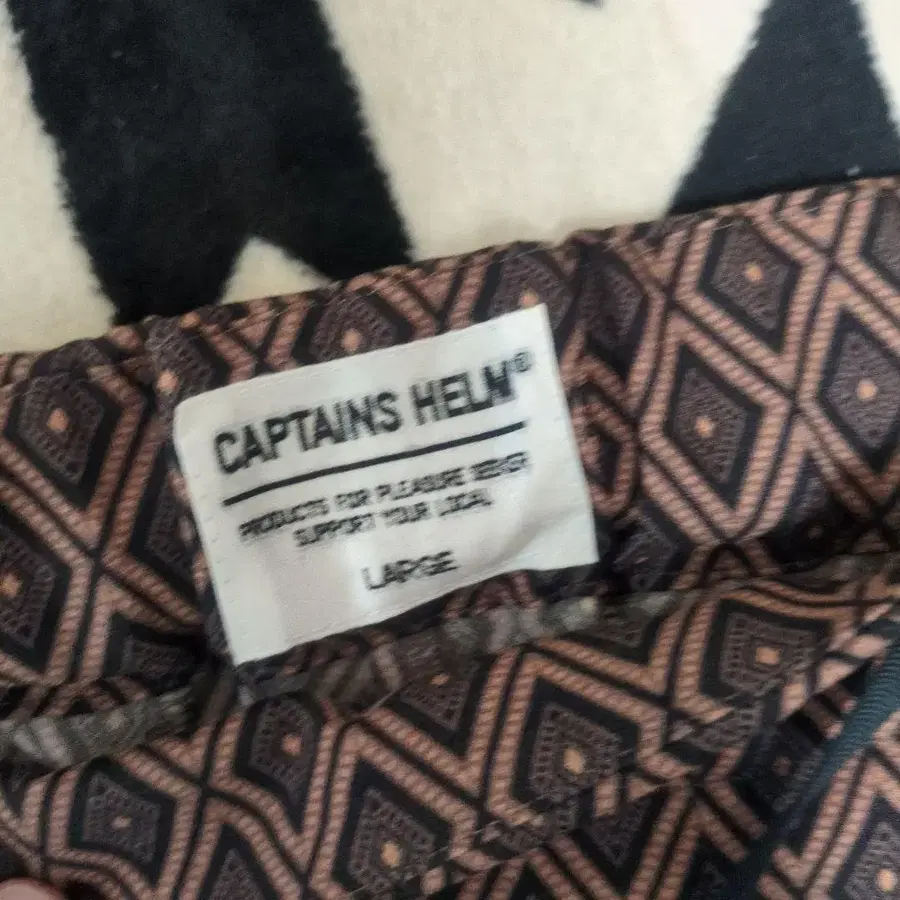 CAPTAINS HELM®
PRODUCTS FOR PLEASURE SEEKER
SUPPORT YOUR LOCAL
LARGE